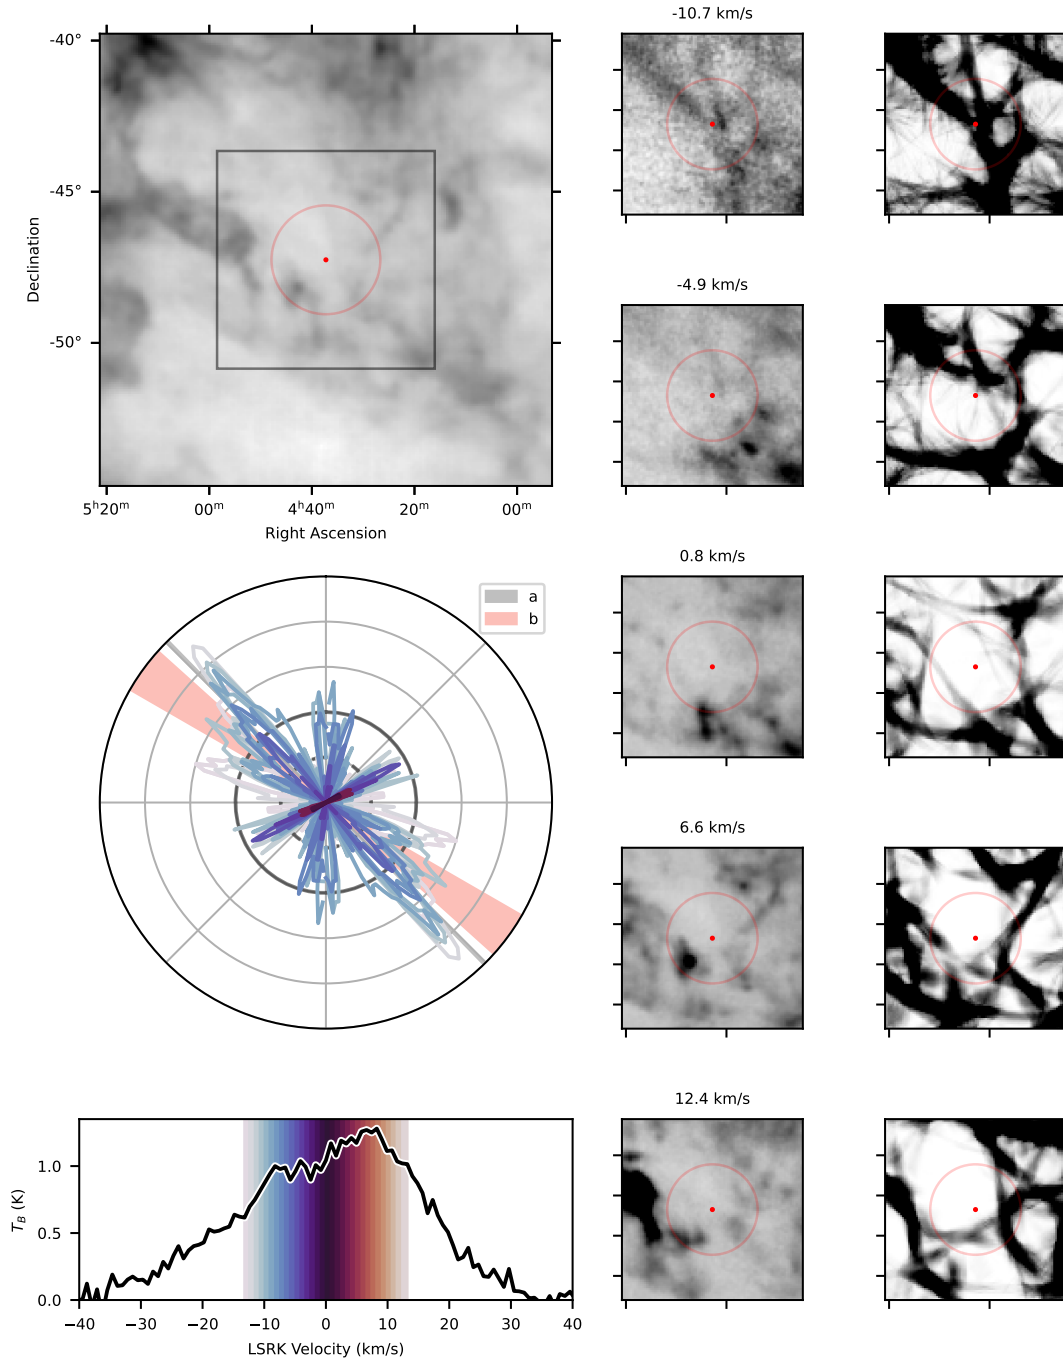 -40°
-45°
-50°
Declination
5ʰ20ᵐ 00ᵐ 4ʰ40ᵐ 20ᵐ 00ᵐ
Right Ascension
-10.7 km/s
-4.9 km/s
0.8 km/s
6.6 km/s
12.4 km/s
a
b
1.0
0.5
0.0
T_B (K)
−40 −30 −20 −10 0 10 20 30 40
LSRK Velocity (km/s)